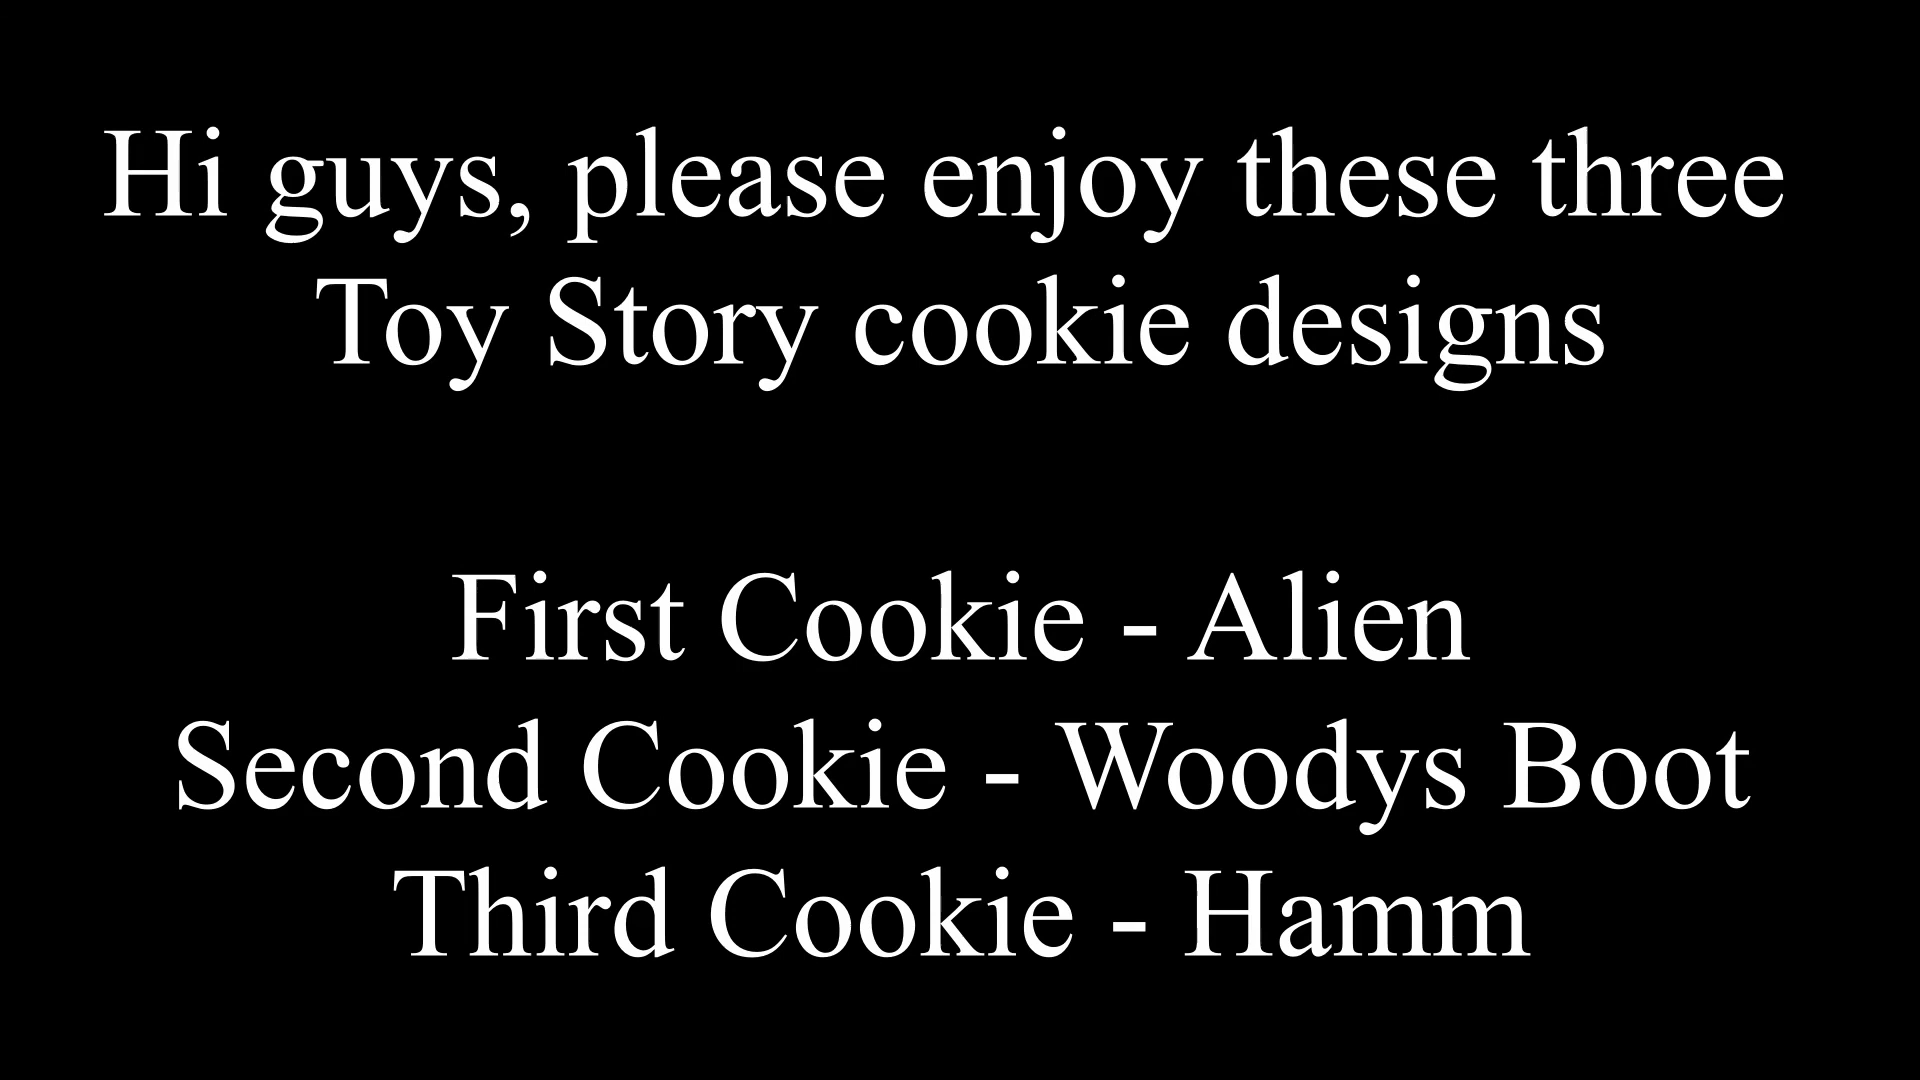 Hi guys, please enjoy these three
Toy Story cookie designs
First Cookie - Alien
Second Cookie - Woodys Boot
Third Cookie - Hamm